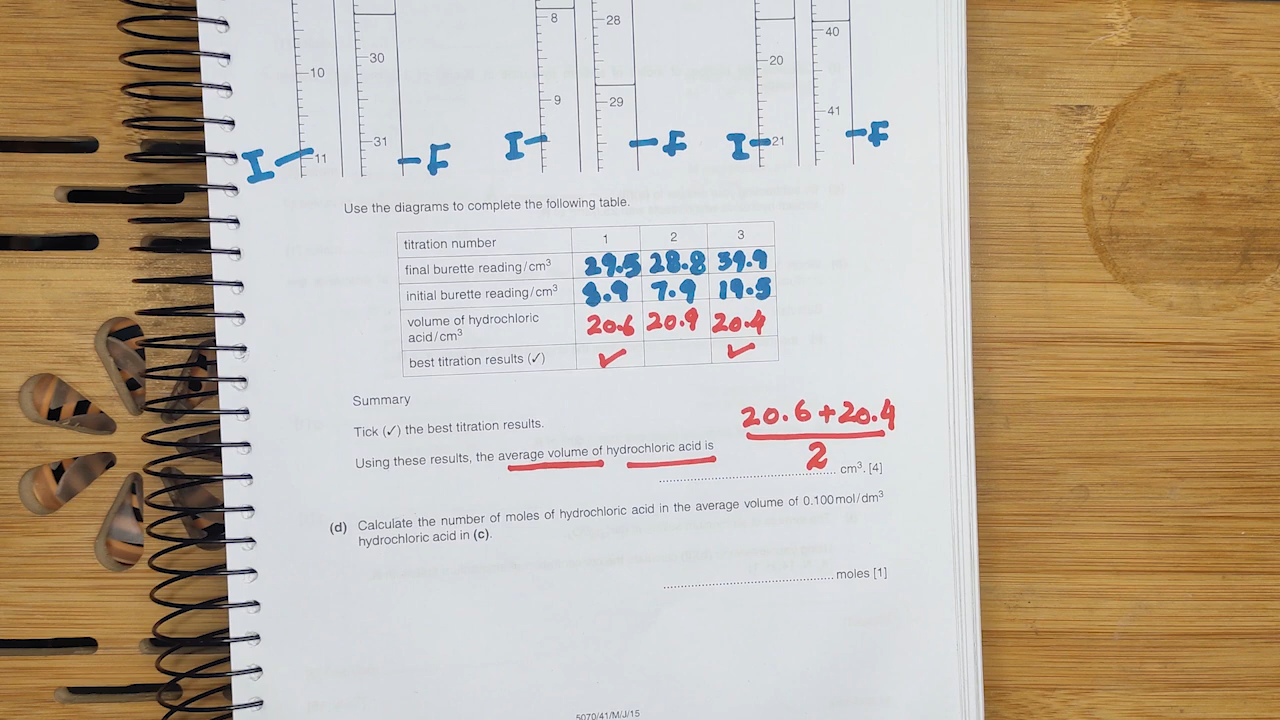 8 28 40
30 20
10
9 29 41
31 21
11
I F I F I F
Use the diagrams to complete the following table.
titration number 1 2 3
final burette reading/cm³ 29.5 28.8 39.9
initial burette reading/cm³ 8.9 7.9 19.5
volume of hydrochloric
acid/cm³ 20.6 20.9 20.4
best titration results (✓) ✓ ✓
Summary
Tick (✓) the best titration results.
20.6 + 20.4
2
Using these results, the average volume of hydrochloric acid is
.................................... cm³. [4]
(d) Calculate the number of moles of hydrochloric acid in the average volume of 0.100 mol/dm³
hydrochloric acid in (c).
.................................... moles [1]
5070/41/M/J/15